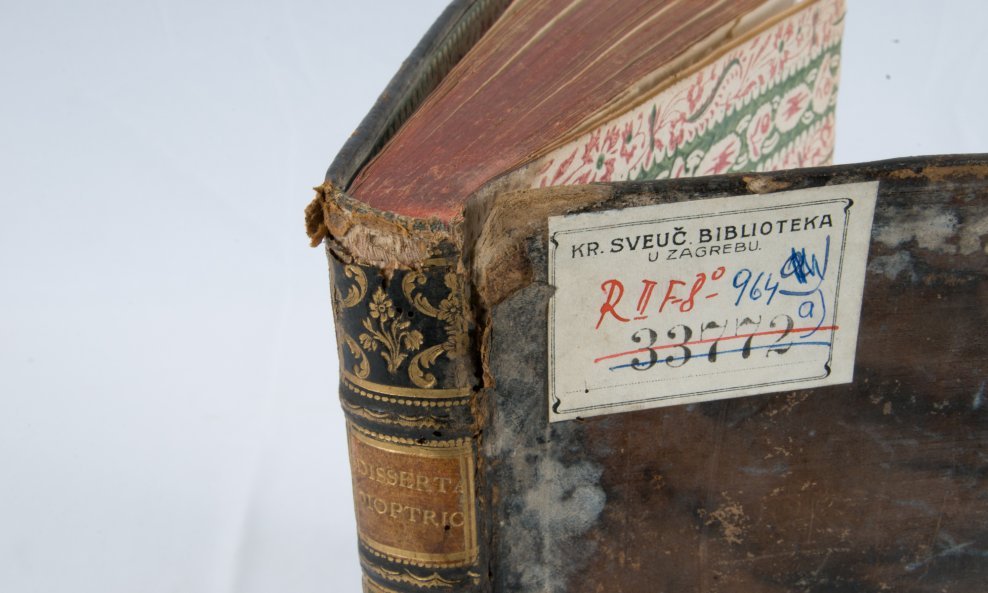 KR. SVEUČ. BIBLIOTEKA
U ZAGREBU.
R II F-8° 964
a)
33772
DISSERTA
DIOPTRIC